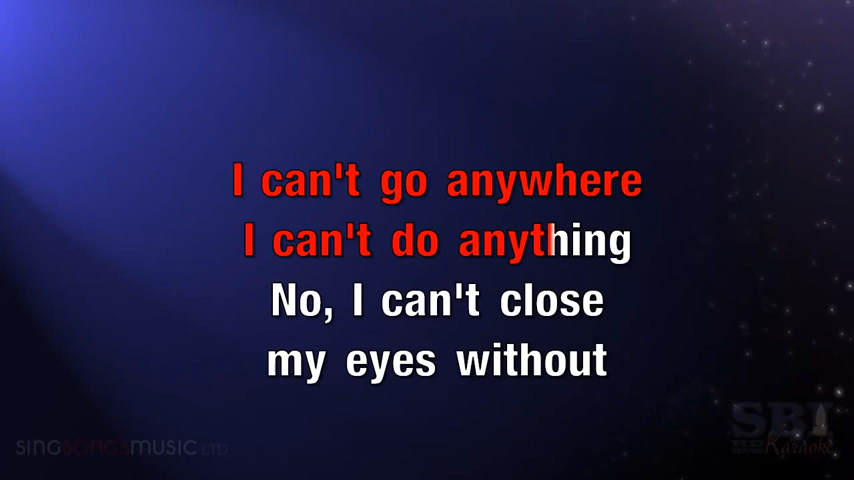 I can't go anywhere
I can't do anything
No, I can't close
my eyes without
SBI
Karaoke
SINGSONGSMUSIC LTD